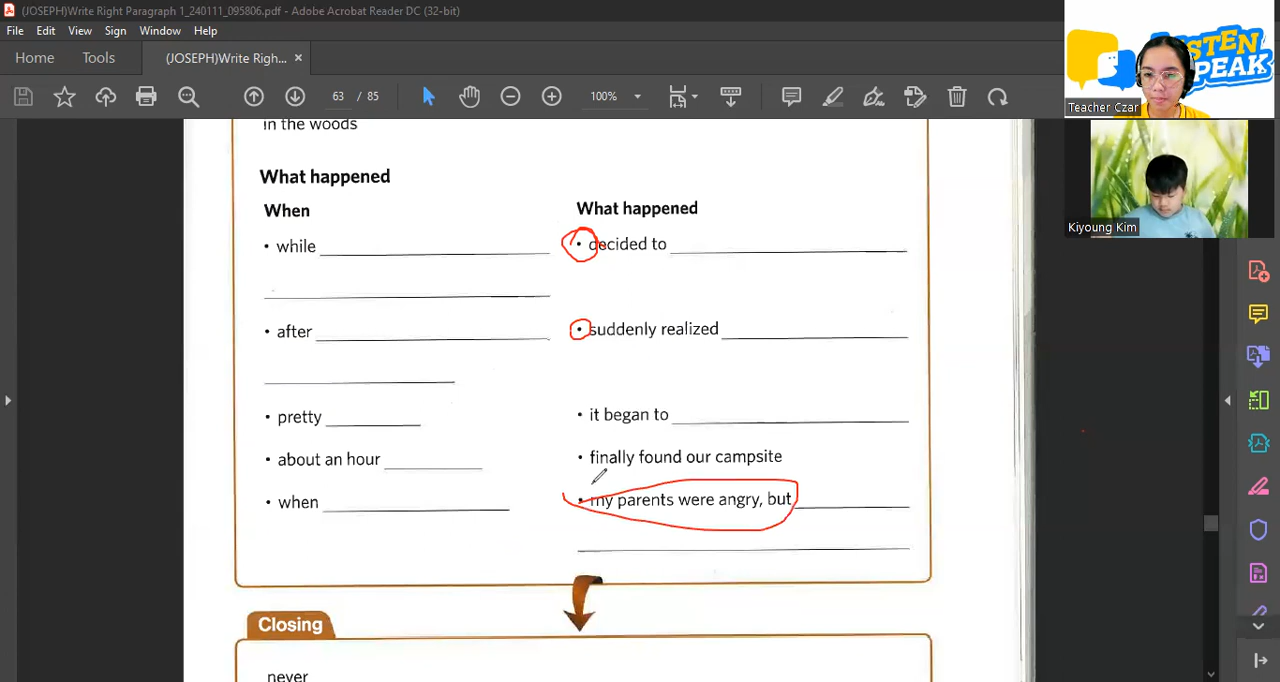 (JOSEPH)Write Right Paragraph 1_240111_095806.pdf - Adobe Acrobat Reader DC (32-bit)
File Edit View Sign Window Help
Home Tools (JOSEPH)Write Righ... ×
63 / 85 100%
LISTEN
SPEAK
Teacher Czar
Kiyoung Kim
in the woods
What happened
When
What happened
• while
• decided to
• after
• suddenly realized
• pretty
• it began to
• about an hour
• finally found our campsite
• when
• my parents were angry, but
Closing
never